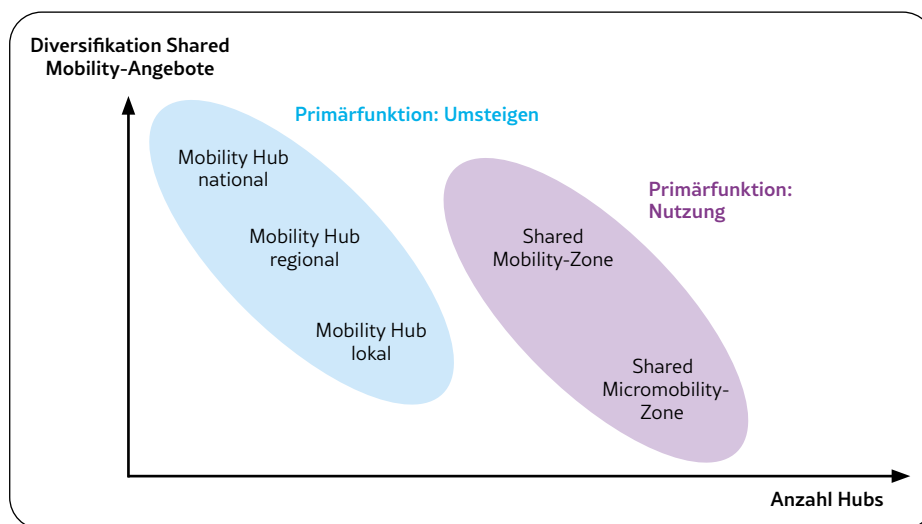 Diversifikation Shared
Mobility-Angebote
Primärfunktion: Umsteigen
Mobility Hub
national
Mobility Hub
regional
Mobility Hub
lokal
Primärfunktion:
Nutzung
Shared
Mobility-Zone
Shared
Micromobility-
Zone
Anzahl Hubs